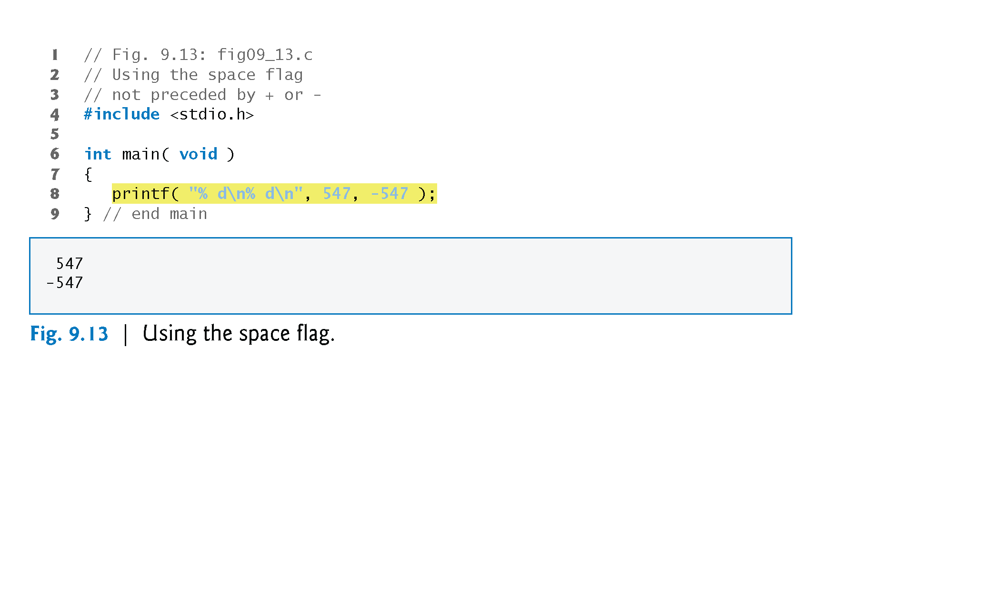 1 // Fig. 9.13: fig09_13.c
2 // Using the space flag
3 // not preceded by + or -
4 #include <stdio.h>
5
6 int main( void )
7 {
8    printf( "% d\n% d\n", 547, -547 );
9 } // end main
 547
-547
Fig. 9.13 | Using the space flag.